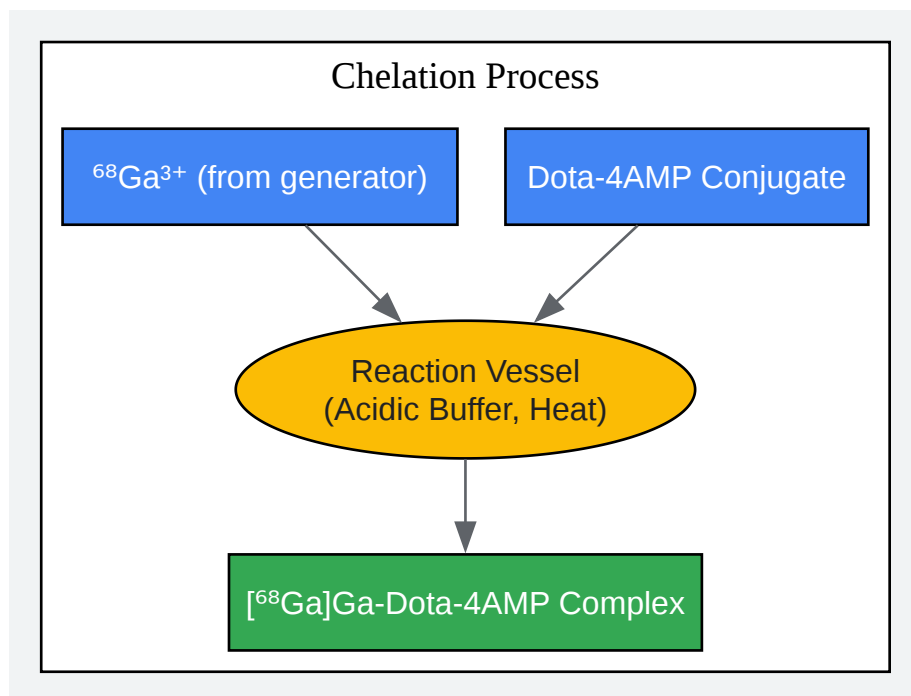 Chelation Process
⁶⁸Ga³⁺ (from generator)
Dota-4AMP Conjugate
Reaction Vessel
(Acidic Buffer, Heat)
[⁶⁸Ga]Ga-Dota-4AMP Complex